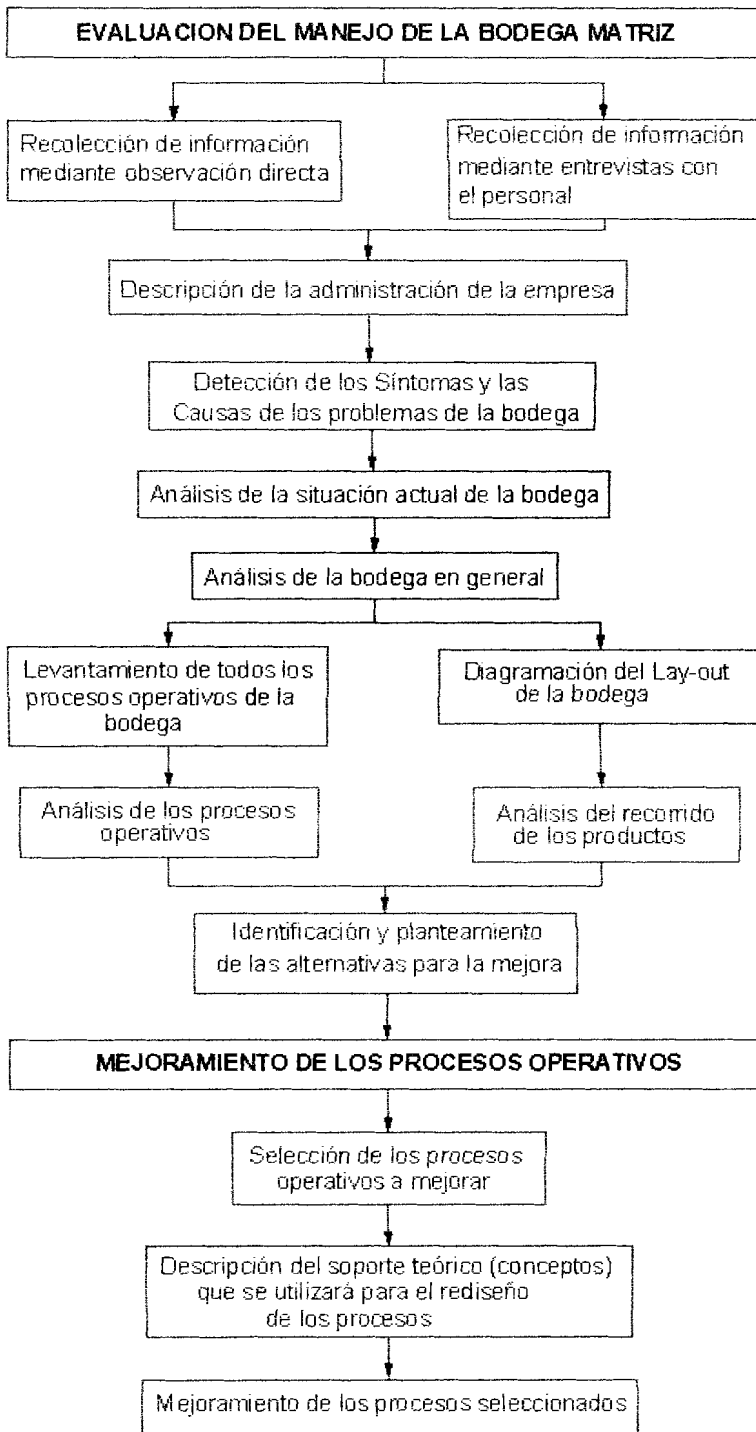 EVALUACION DEL MANEJO DE LA BODEGA MATRIZ
Recolección de información
mediante observación directa
Recolección de información
mediante entrevistas con
el personal
Descripción de la administración de la empresa
Detección de los Síntomas y las
Causas de los problemas de la bodega
Análisis de la situación actual de la bodega
Análisis de la bodega en general
Levantamiento de todos los
procesos operativos de la
bodega
Diagramación del Lay-out
de la bodega
Análisis de los procesos
operativos
Análisis del recorrido
de los productos
Identificación y planteamiento
de las alternativas para la mejora
MEJORAMIENTO DE LOS PROCESOS OPERATIVOS
Selección de los procesos
operativos a mejorar
Descripción del soporte teórico (conceptos)
que se utilizará para el rediseño
de los procesos
Mejoramiento de los procesos seleccionados